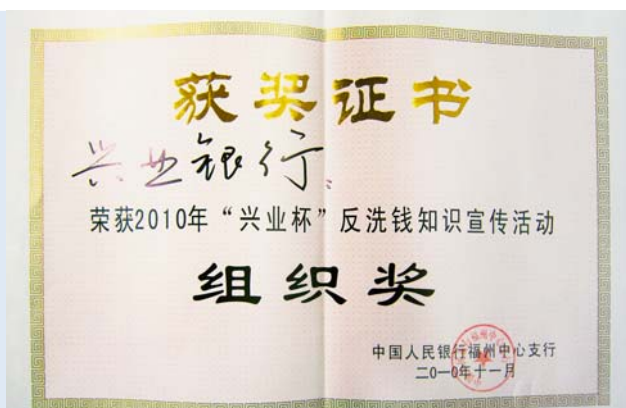 获奖证书
兴业银行：
荣获2010年“兴业杯”反洗钱知识宣传活动
组织奖
中国人民银行福州中心支行
二0一0年十一月